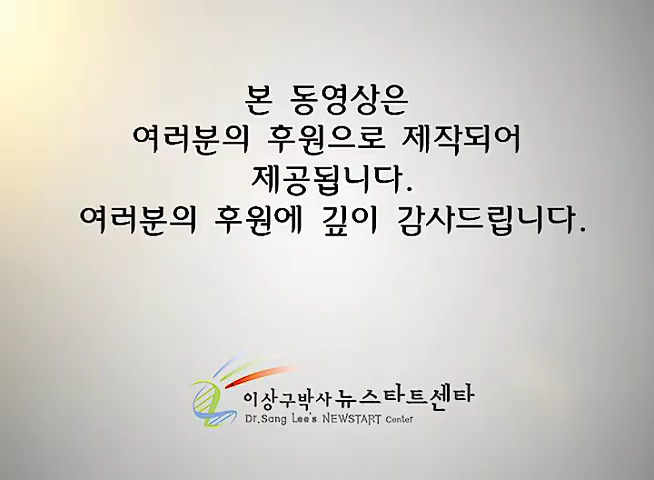 본 동영상은
여러분의 후원으로 제작되어
제공됩니다.
여러분의 후원에 깊이 감사드립니다.
이상구박사 뉴스타트센타
Dr.Sang Lee's NEWSTART Center